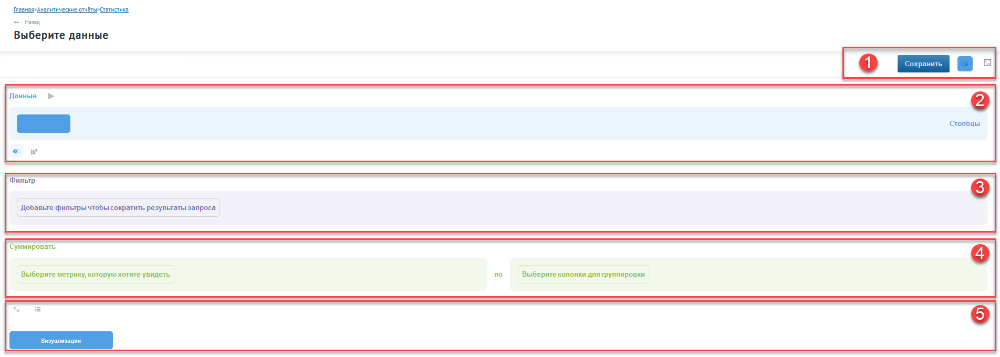 Главная»Аналитические отчёты»Статистика
← Назад
Выберите данные
1 Сохранить
Данные
2
Столбцы
Фильтр
3
Добавьте фильтры чтобы сократить результаты запроса
Суммировать
4
Выберите метрику, которую хотите увидеть по Выберите колонки для группировки
5
Визуализация